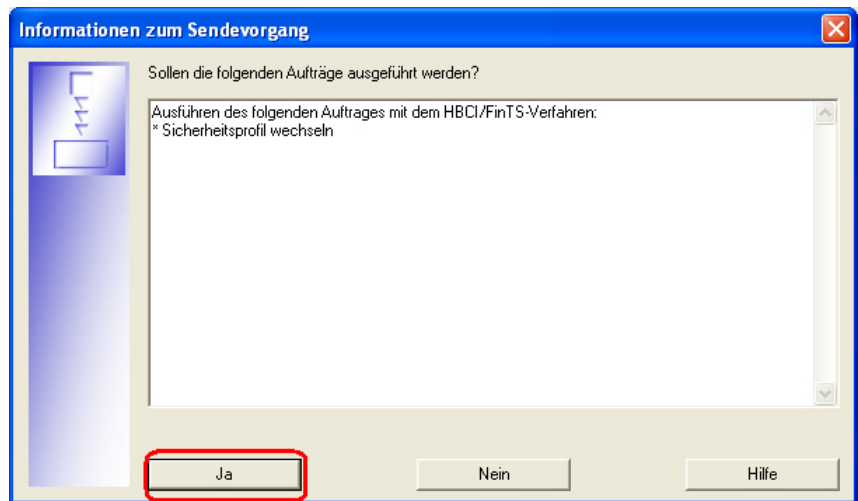 Informationen zum Sendevorgang
Sollen die folgenden Aufträge ausgeführt werden?
Ausführen des folgenden Auftrages mit dem HBCI/FinTS-Verfahren:
* Sicherheitsprofil wechseln
Ja
Nein
Hilfe